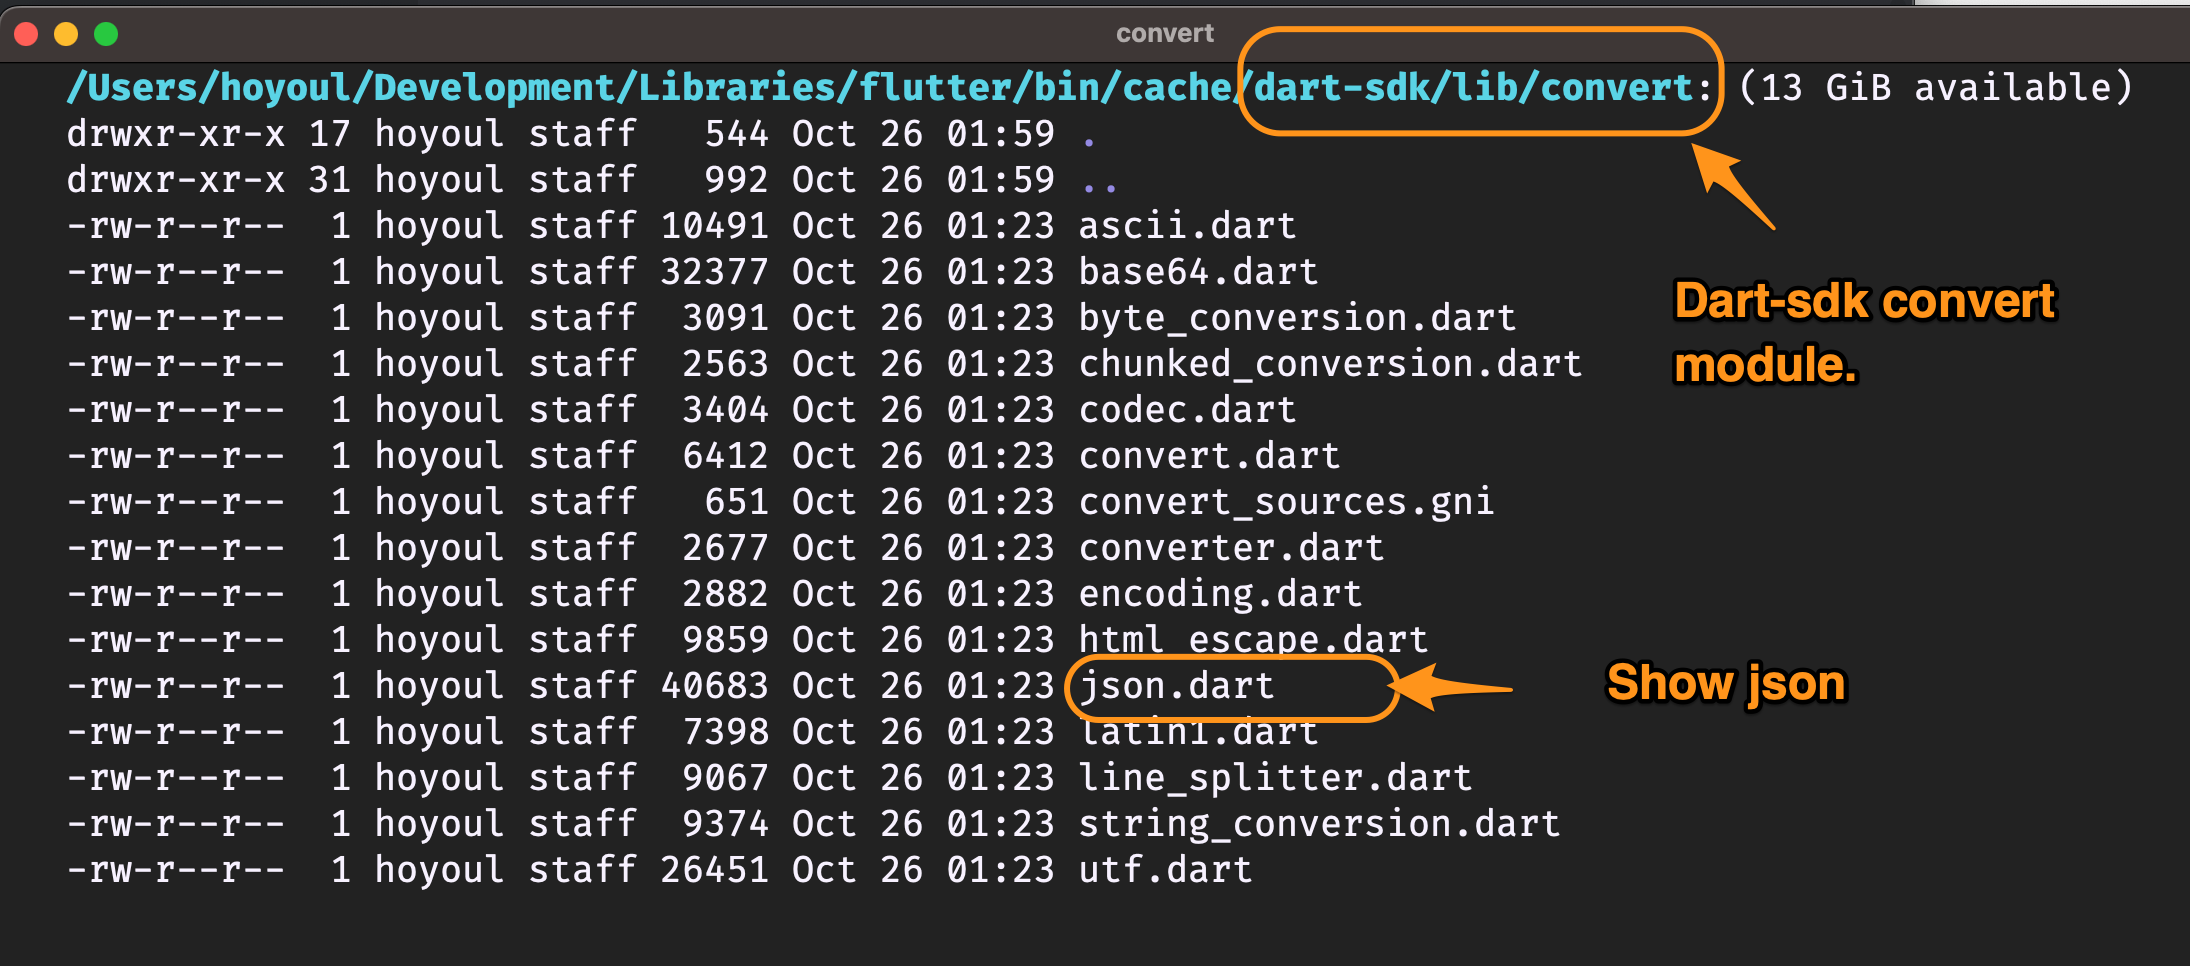 convert
/Users/hoyoul/Development/Libraries/flutter/bin/cache/dart-sdk/lib/convert: (13 GiB available)
drwxr-xr-x 17 hoyoul staff   544 Oct 26 01:59 .
drwxr-xr-x 31 hoyoul staff   992 Oct 26 01:59 ..
-rw-r--r--  1 hoyoul staff 10491 Oct 26 01:23 ascii.dart
-rw-r--r--  1 hoyoul staff 32377 Oct 26 01:23 base64.dart
-rw-r--r--  1 hoyoul staff  3091 Oct 26 01:23 byte_conversion.dart
-rw-r--r--  1 hoyoul staff  2563 Oct 26 01:23 chunked_conversion.dart
-rw-r--r--  1 hoyoul staff  3404 Oct 26 01:23 codec.dart
-rw-r--r--  1 hoyoul staff  6412 Oct 26 01:23 convert.dart
-rw-r--r--  1 hoyoul staff   651 Oct 26 01:23 convert_sources.gni
-rw-r--r--  1 hoyoul staff  2677 Oct 26 01:23 converter.dart
-rw-r--r--  1 hoyoul staff  2882 Oct 26 01:23 encoding.dart
-rw-r--r--  1 hoyoul staff  9859 Oct 26 01:23 html_escape.dart
-rw-r--r--  1 hoyoul staff 40683 Oct 26 01:23 json.dart
-rw-r--r--  1 hoyoul staff  7398 Oct 26 01:23 latin1.dart
-rw-r--r--  1 hoyoul staff  9067 Oct 26 01:23 line_splitter.dart
-rw-r--r--  1 hoyoul staff  9374 Oct 26 01:23 string_conversion.dart
-rw-r--r--  1 hoyoul staff 26451 Oct 26 01:23 utf.dart
Dart-sdk convert
module.
Show json